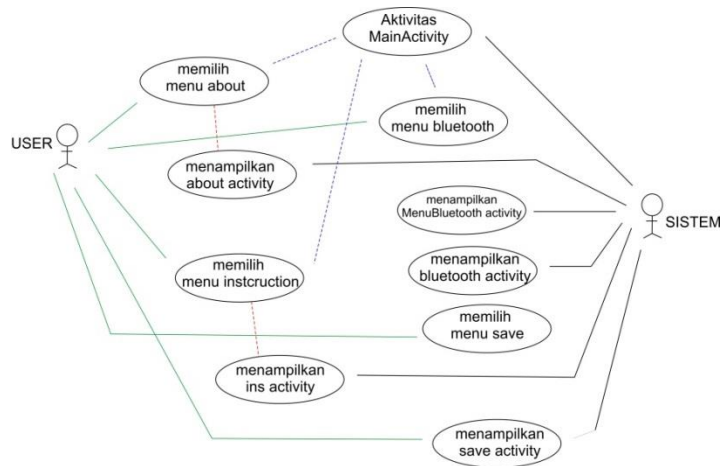 Aktivitas
MainActivity
memilih
menu about
memilih
menu bluetooth
USER
menampilkan
about activity
menampilkan
MenuBluetooth activity
SISTEM
memilih
menu instcruction
menampilkan
bluetooth activity
memilih
menu save
menampilkan
ins activity
menampilkan
save activity